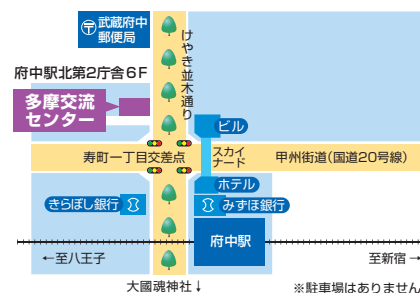 武蔵府中
郵便局
けやき並木通り
府中駅北第2庁舎6F
多摩交流
センター
ビル
寿町一丁目交差点
スカイ
ナード
甲州街道(国道20号線)
ホテル
きらぼし銀行
みずほ銀行
府中駅
←至八王子
至新宿→
大國魂神社↓
※駐車場はありません